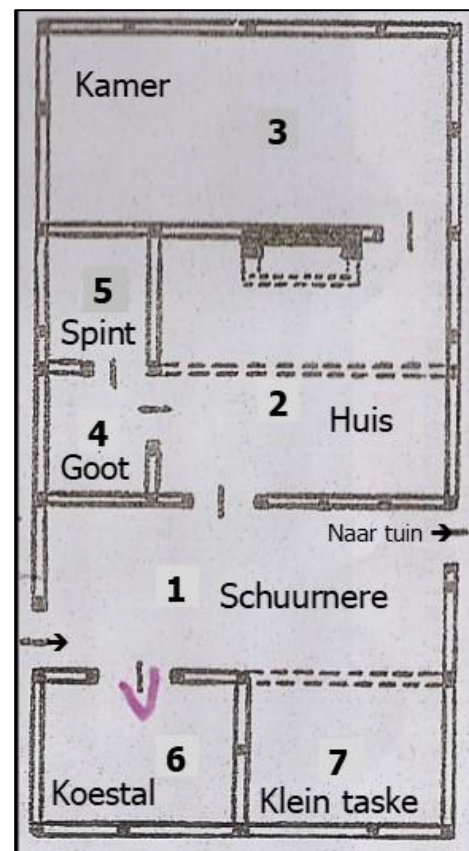 Kamer
3
5
Spint
2
Huis
4
Goot
Naar tuin →
1
Schuurnere
→
6
7
Koestal
Klein taske